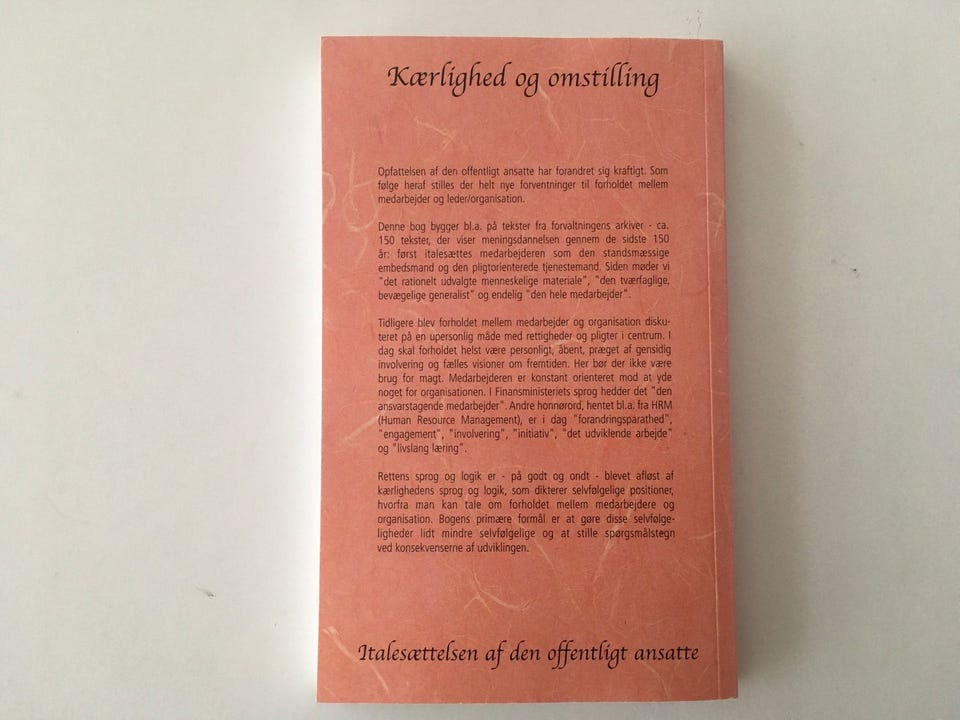 Kærlighed og omstilling
Opfattelsen af den offentligt ansatte har forandret sig kraftigt. Som
følge heraf stilles der helt nye forventninger til forholdet mellem
medarbejder og leder/organisation.
Denne bog bygger bl.a. på tekster fra forvaltningens arkiver - ca.
150 tekster, der viser meningsdannelsen gennem de sidste 150
år: først italesættes medarbejderen som den standsmæssige
embedsmand og den pligtorienterede tjenestemand. Siden møder vi
"det rationelt udvalgte menneskelige materiale", "den tværfaglige,
bevægelige generalist" og endelig "den hele medarbejder".
Tidligere blev forholdet mellem medarbejder og organisation disku-
teret på en upersonlig måde med rettigheder og pligter i centrum. I
dag skal forholdet helst være personligt, åbent, præget af gensidig
involvering og fælles visioner om fremtiden. Her bør der ikke være
brug for magt. Medarbejderen er konstant orienteret mod at yde
noget for organisationen. I Finansministeriets sprog hedder det "den
ansvarstagende medarbejder". Andre honnørord, hentet bl.a. fra HRM
(Human Resource Management), er i dag "forandringsparathed",
"engagement", "involvering", "initiativ", "det udviklende arbejde"
og "livslang læring".
Rettens sprog og logik er - på godt og ondt - blevet afløst af
kærlighedens sprog og logik, som dikterer selvfølgelige positioner,
hvorfra man kan tale om forholdet mellem medarbejdere og
organisation. Bogens primære formål er at gøre disse selvfølge-
ligheder lidt mindre selvfølgelige og at stille spørgsmålstegn
ved konsekvenserne af udviklingen.
Italesættelsen af den offentligt ansatte